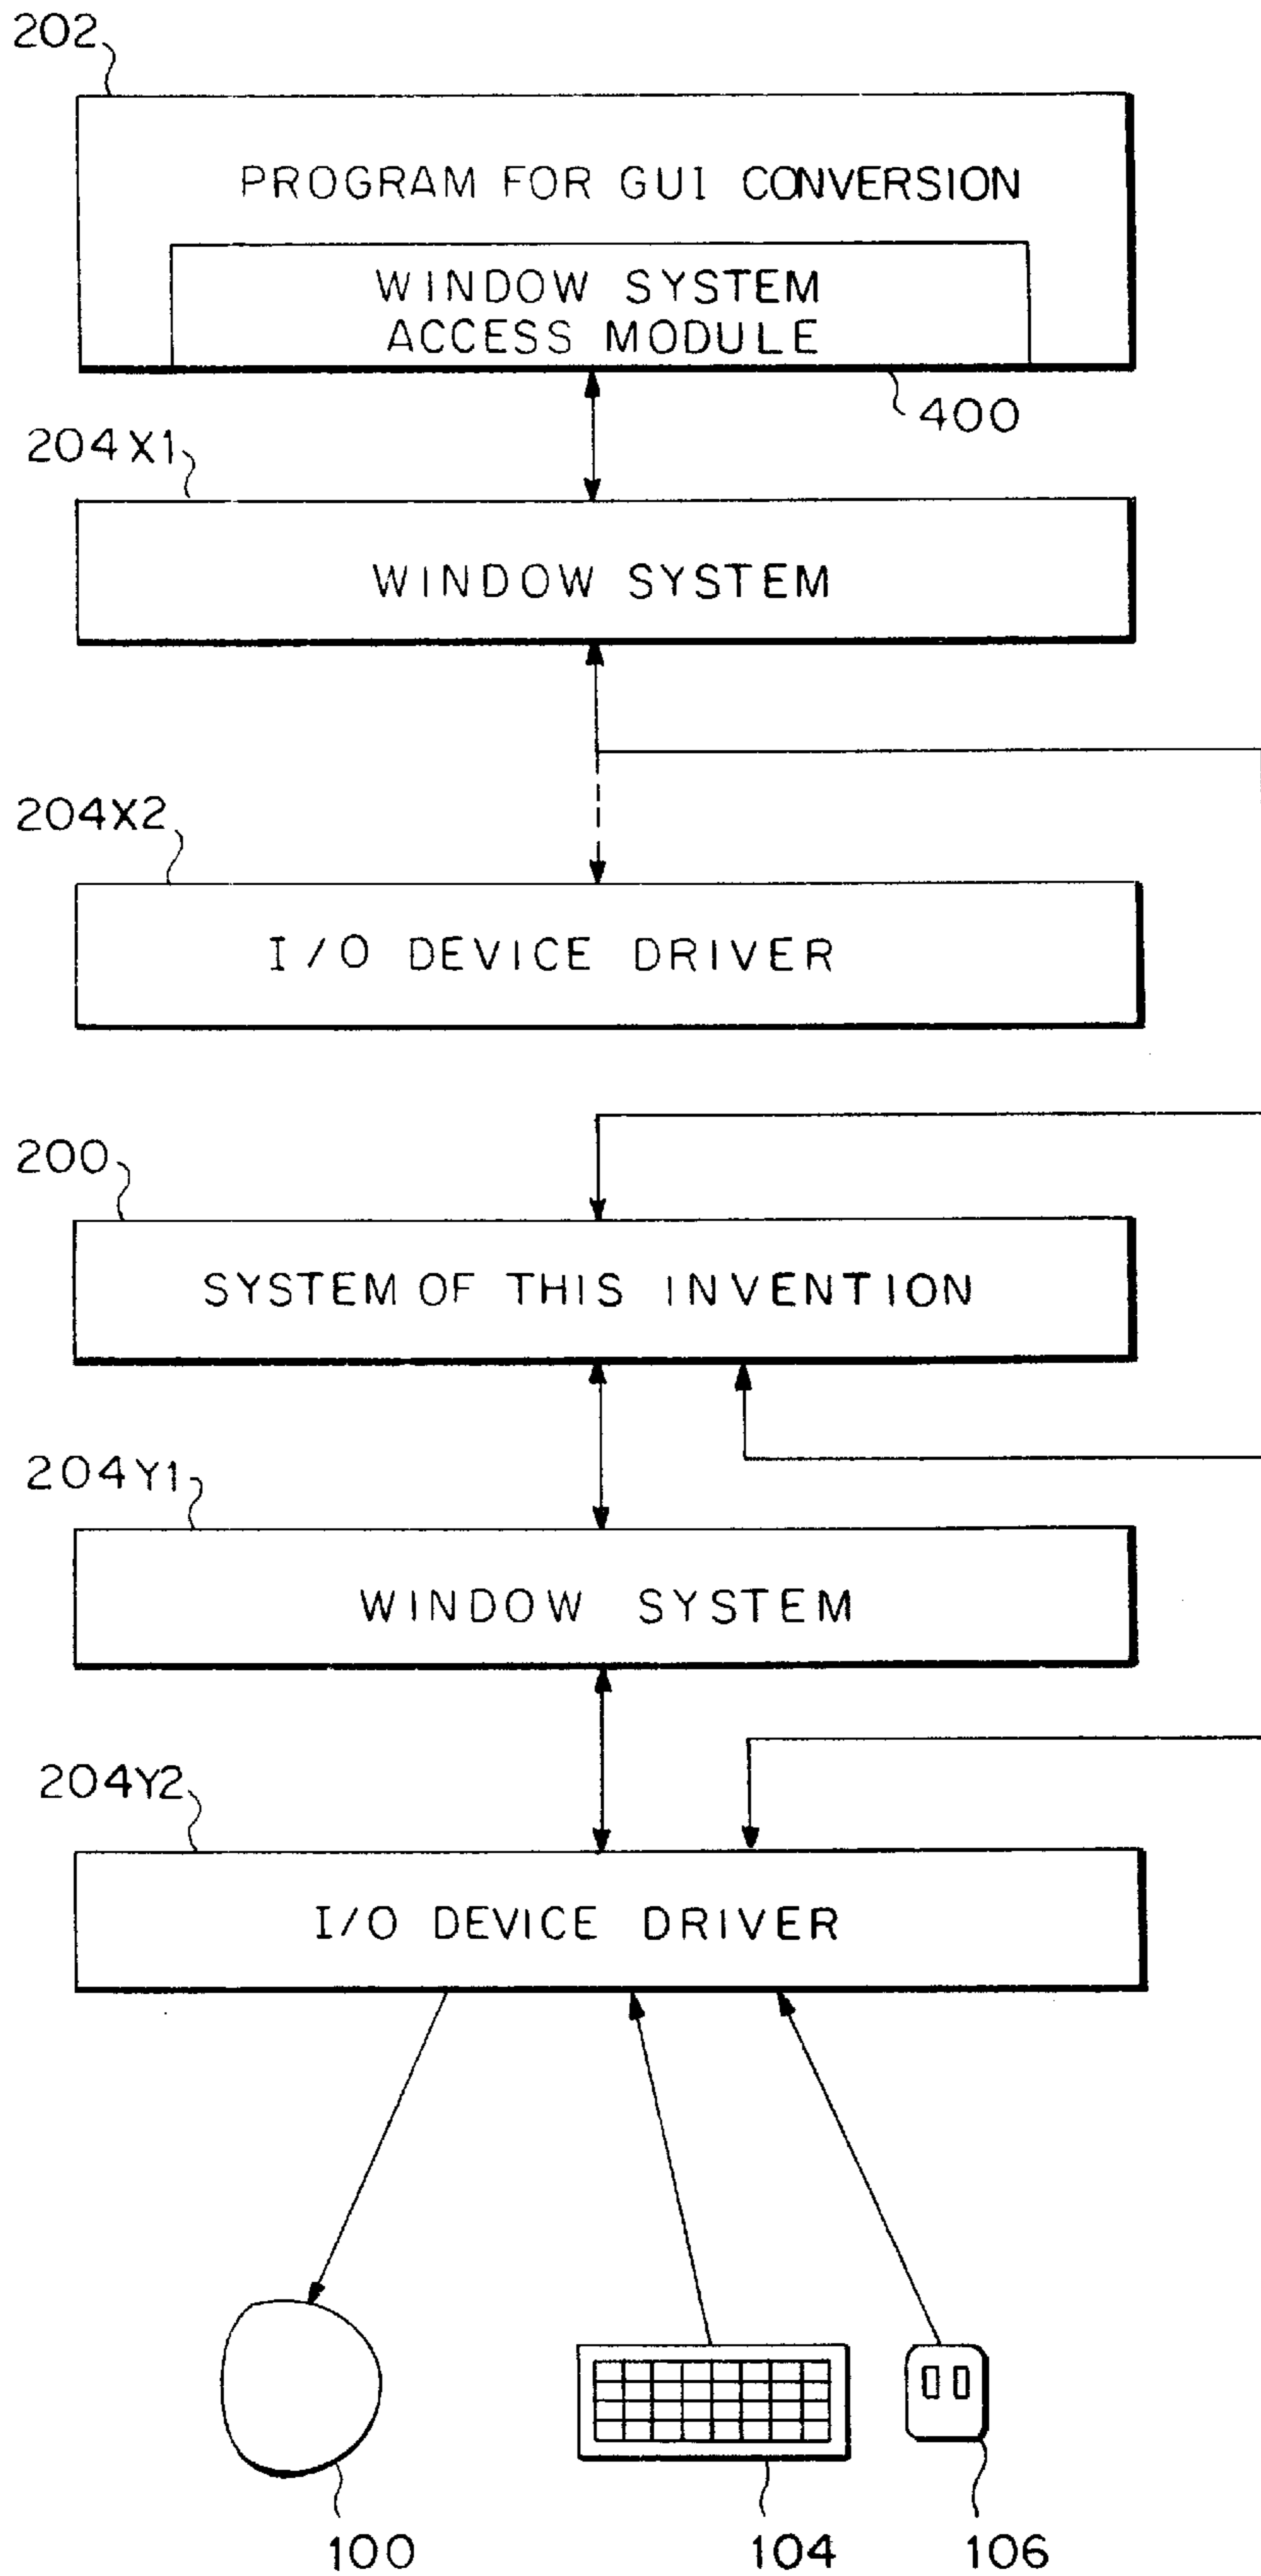 202
PROGRAM FOR GUI CONVERSION
WINDOW SYSTEM
ACCESS MODULE
400
204X1
WINDOW SYSTEM
204X2
I/O DEVICE DRIVER
200
SYSTEM OF THIS INVENTION
204Y1
WINDOW SYSTEM
204Y2
I/O DEVICE DRIVER
100
104
106